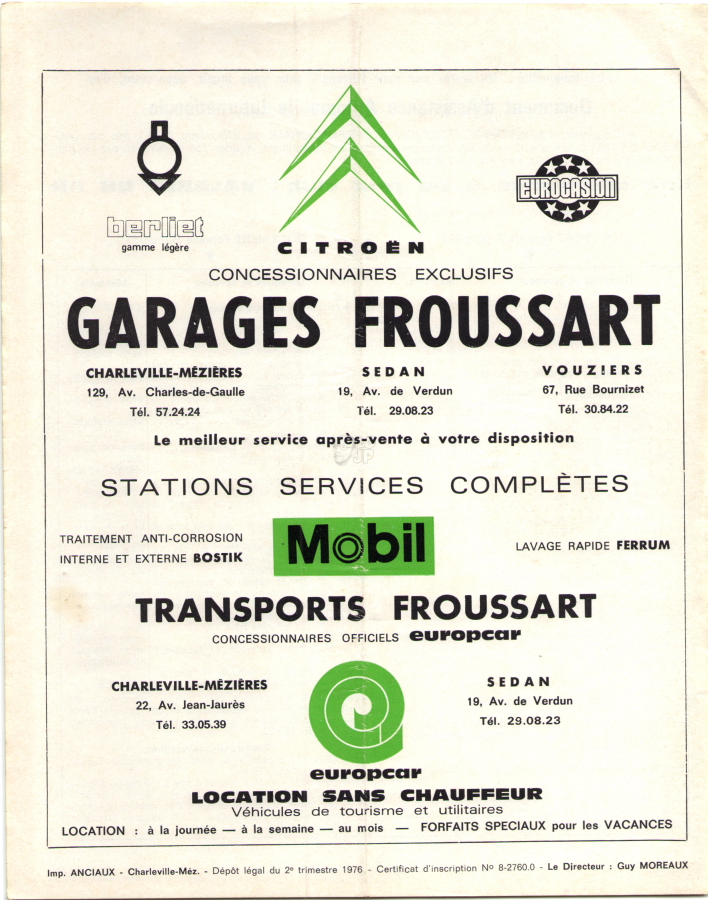 berliet
gamme légère
CITROËN
EUROCASION
CONCESSIONNAIRES EXCLUSIFS
GARAGES FROUSSART
CHARLEVILLE-MÉZIÈRES
129, Av. Charles-de-Gaulle
Tél. 57.24.24
SEDAN
19, Av. de Verdun
Tél. 29.08.23
VOUZIERS
67, Rue Bournizet
Tél. 30.84.22
Le meilleur service après-vente à votre disposition
STATIONS SERVICES COMPLÈTES
TRAITEMENT ANTI-CORROSION
INTERNE ET EXTERNE BOSTIK
Mobil
LAVAGE RAPIDE FERRUM
TRANSPORTS FROUSSART
CONCESSIONNAIRES OFFICIELS europcar
CHARLEVILLE-MÉZIÈRES
22, Av. Jean-Jaurès
Tél. 33.05.39
SEDAN
19, Av. de Verdun
Tél. 29.08.23
europcar
LOCATION SANS CHAUFFEUR
Véhicules de tourisme et utilitaires
LOCATION : à la journée — à la semaine — au mois — FORFAITS SPECIAUX pour les VACANCES
Imp. ANCIAUX - Charleville-Méz. - Dépôt légal du 2e trimestre 1976 - Certificat d'inscription No 8-2760.0 - Le Directeur : Guy MOREAUX